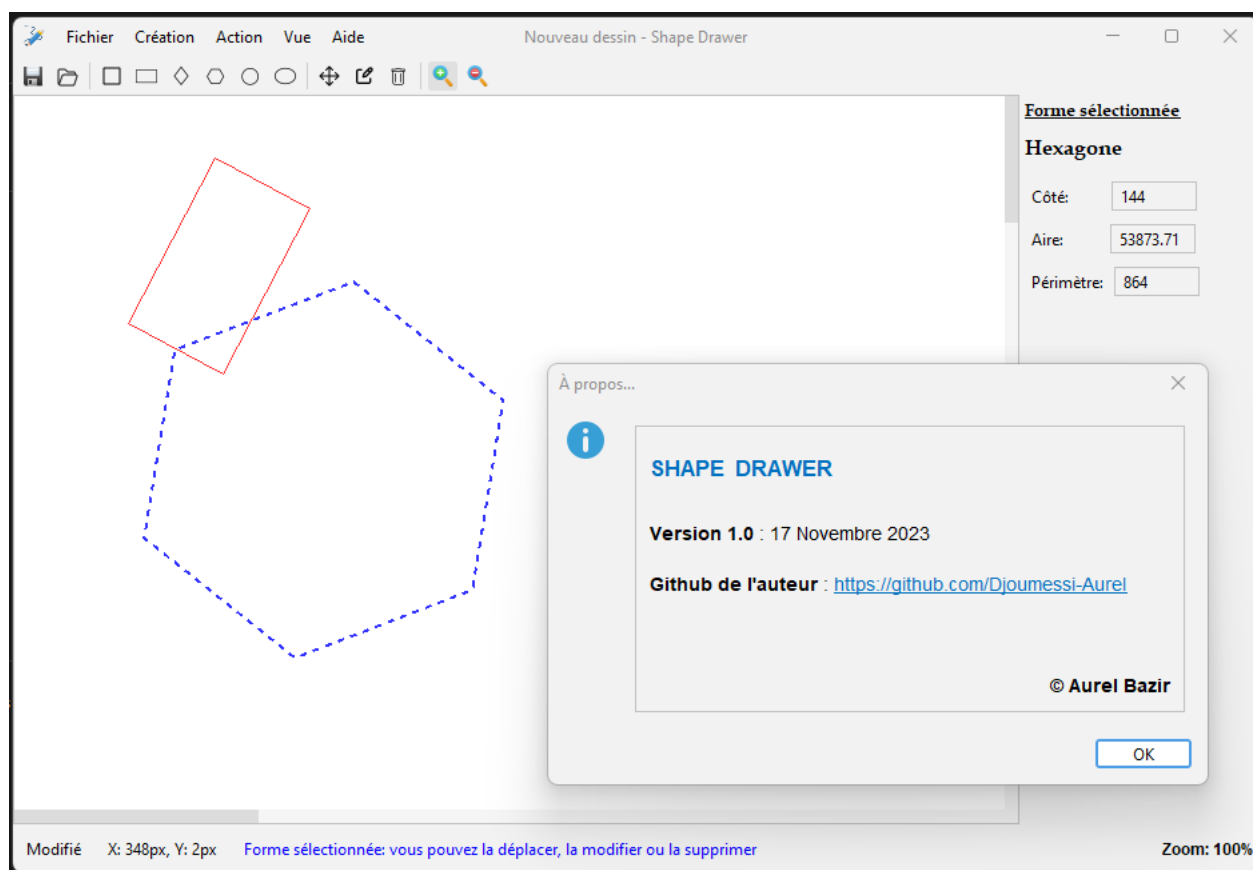 Fichier Création Action Vue Aide Nouveau dessin - Shape Drawer
Forme sélectionnée
Hexagone
Côté: 144
Aire: 53873.71
Périmètre: 864
À propos...
SHAPE DRAWER
Version 1.0 : 17 Novembre 2023
Github de l'auteur : https://github.com/Djoumessi-Aurel
© Aurel Bazir
OK
Modifié X: 348px, Y: 2px Forme sélectionnée: vous pouvez la déplacer, la modifier ou la supprimer Zoom: 100%